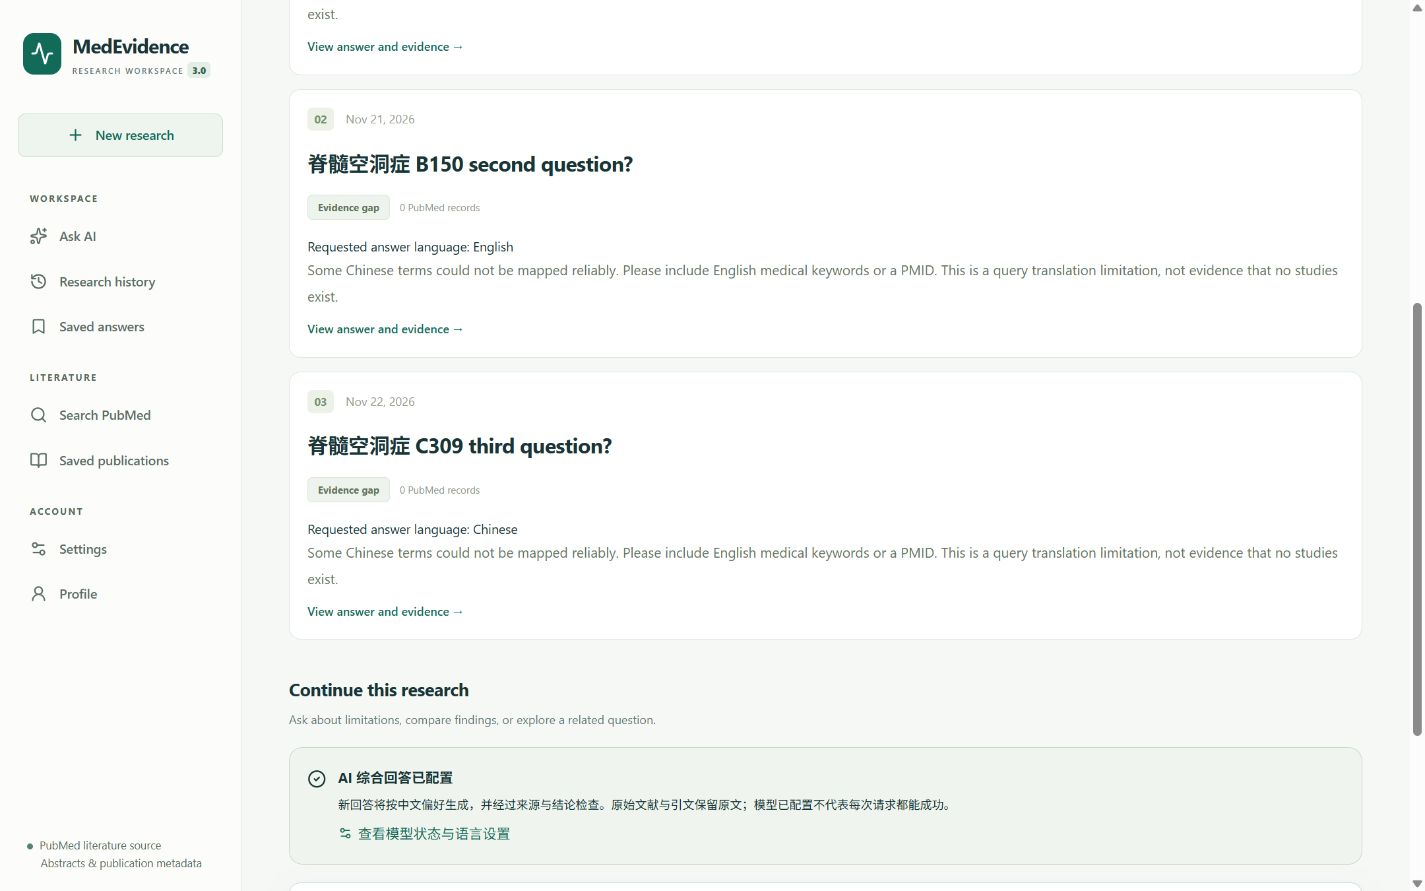 MedEvidence
RESEARCH WORKSPACE 3.0
New research
WORKSPACE
Ask AI
Research history
Saved answers
LITERATURE
Search PubMed
Saved publications
ACCOUNT
Settings
Profile
PubMed literature source
Abstracts & publication metadata
exist.
View answer and evidence →
02 Nov 21, 2026
脊髓空洞症 B150 second question?
Evidence gap 0 PubMed records
Requested answer language: English
Some Chinese terms could not be mapped reliably. Please include English medical keywords or a PMID. This is a query translation limitation, not evidence that no studies
exist.
View answer and evidence →
03 Nov 22, 2026
脊髓空洞症 C309 third question?
Evidence gap 0 PubMed records
Requested answer language: Chinese
Some Chinese terms could not be mapped reliably. Please include English medical keywords or a PMID. This is a query translation limitation, not evidence that no studies
exist.
View answer and evidence →
Continue this research
Ask about limitations, compare findings, or explore a related question.
AI 综合回答已配置
新回答将按中文偏好生成，并经过来源与结论检查。原始文献与引文保留原文；模型已配置不代表每次请求都能成功。
查看模型状态与语言设置